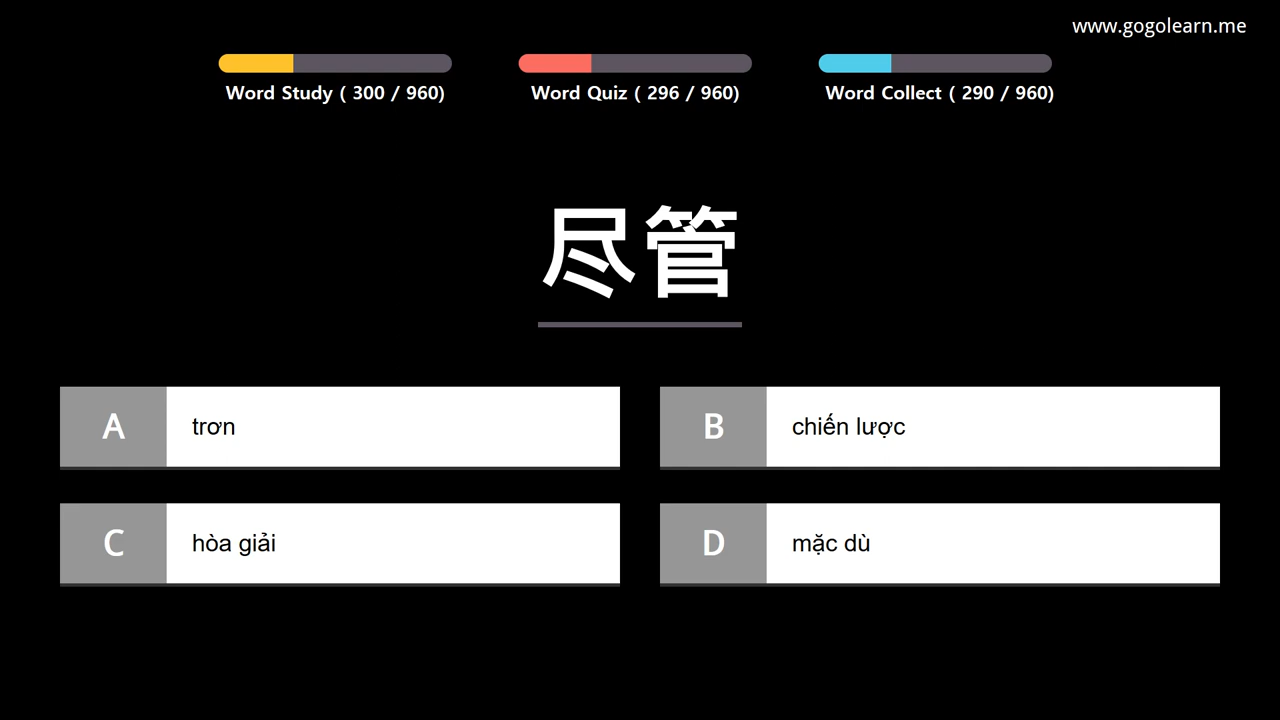 www.gogolearn.me
Word Study ( 300 / 960)
Word Quiz ( 296 / 960)
Word Collect ( 290 / 960)
尽管
A trơn
B chiến lược
C hòa giải
D mặc dù